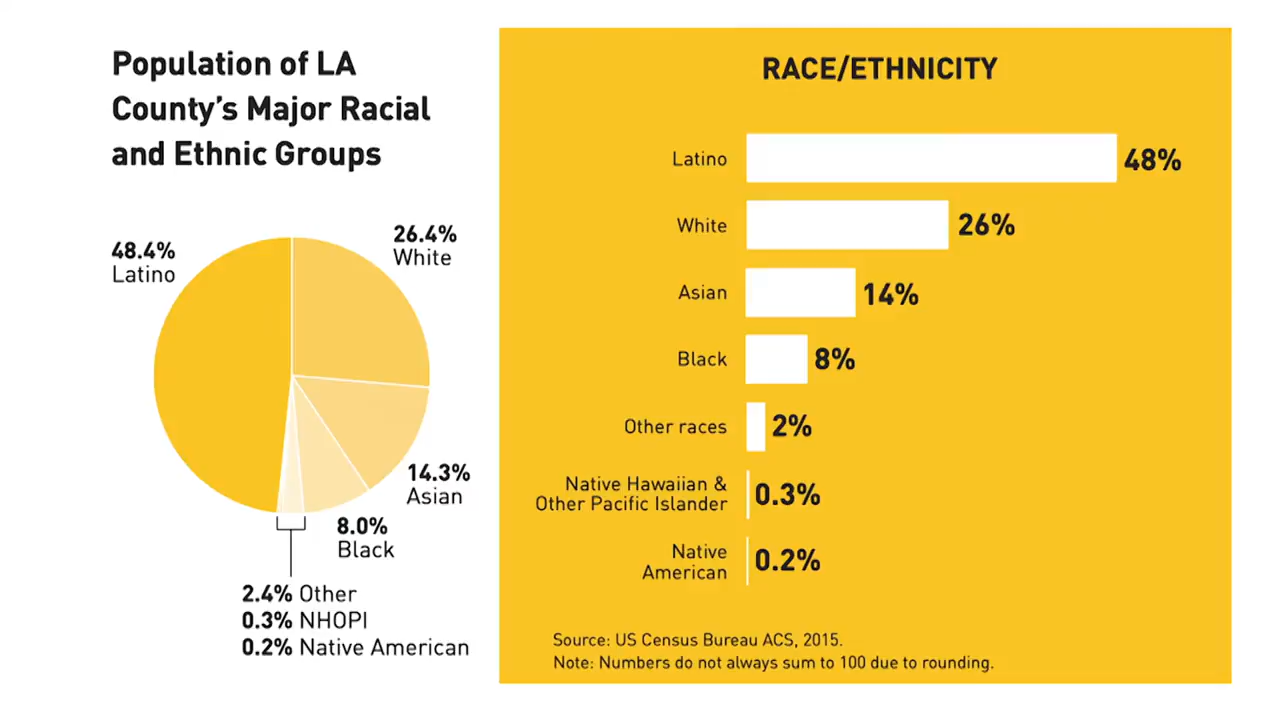 Population of LA
County's Major Racial
and Ethnic Groups
48.4%
Latino
26.4%
White
14.3%
Asian
8.0%
Black
2.4% Other
0.3% NHOPI
0.2% Native American
RACE/ETHNICITY
Latino 48%
White 26%
Asian 14%
Black 8%
Other races 2%
Native Hawaiian &
Other Pacific Islander 0.3%
Native
American 0.2%
Source: US Census Bureau ACS, 2015.
Note: Numbers do not always sum to 100 due to rounding.